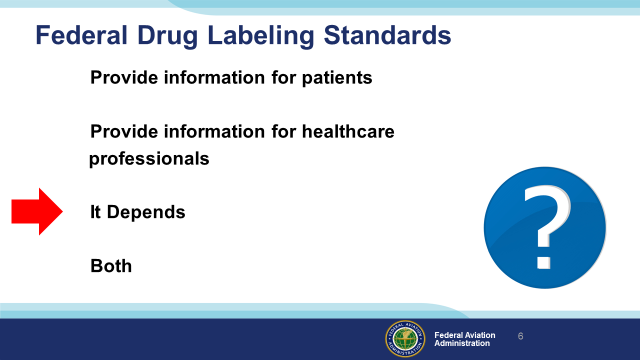 Federal Drug Labeling Standards
Provide information for patients
Provide information for healthcare
professionals
It Depends
Both
?
Federal Aviation
Administration
6